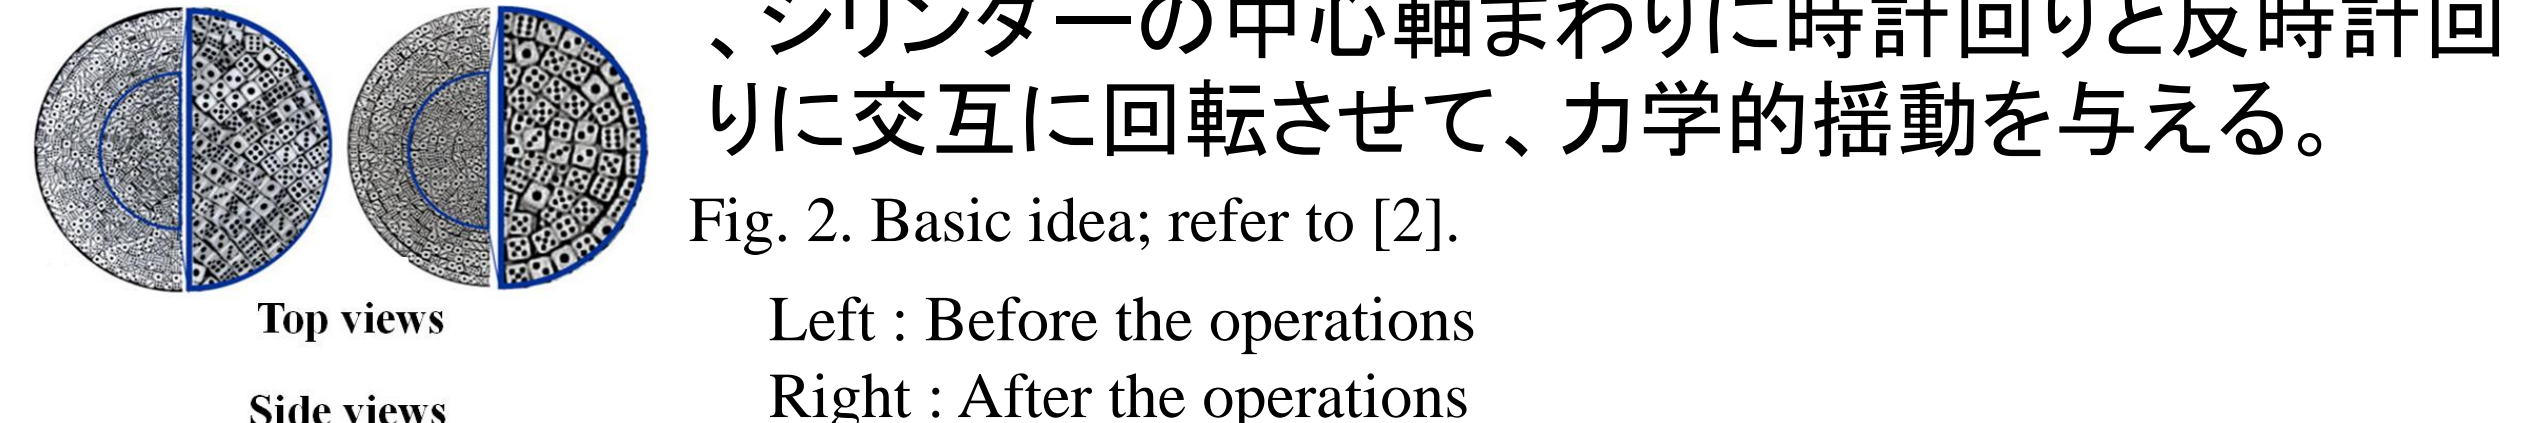 、シリンダーの中心軸まわりに時計回りと反時計回
りに交互に回転させて、力学的揺動を与える。
Fig. 2. Basic idea; refer to [2].
Left : Before the operations
Right : After the operations
Top views
Side views